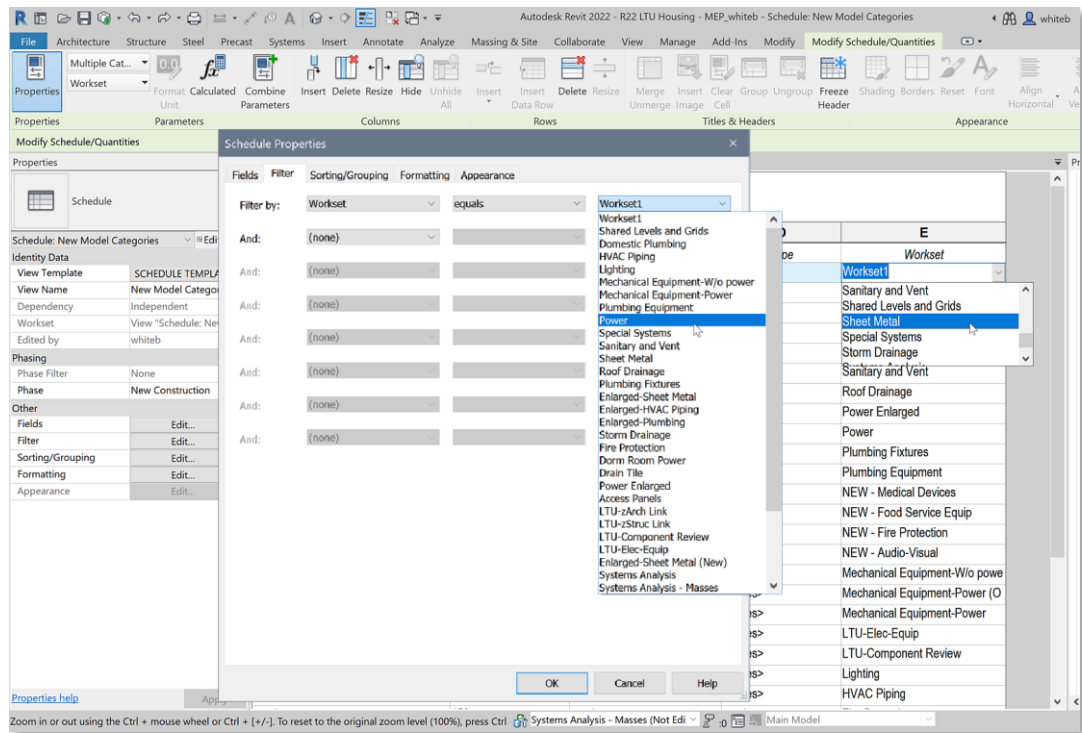 Autodesk Revit 2022 - R22 LTU Housing - MEP_whiteb - Schedule: New Model Categories
whiteb
File Architecture Structure Steel Precast Systems Insert Annotate Analyze Massing & Site Collaborate View Manage Add-Ins Modify Modify Schedule/Quantities
Multiple Cat...
Workset
Properties
Format Unit
Calculated
Combine Parameters
Insert Delete Resize Hide Unhide All
Insert
Insert Data Row
Delete Resize
Merge Unmerge
Insert Image
Clear Cell
Group Ungroup
Freeze Header
Shading Borders Reset Font
Align Horizontal
Properties Parameters Columns Rows Titles & Headers Appearance
Modify Schedule/Quantities
Properties
Schedule
Schedule: New Model Categories
Identity Data
View Template SCHEDULE TEMPLA
View Name New Model Catego
Dependency Independent
Workset View "Schedule: Ne
Edited by whiteb
Phasing
Phase Filter None
Phase New Construction
Other
Fields Edit...
Filter Edit...
Sorting/Grouping Edit...
Formatting Edit...
Appearance Edit...
Properties help
Schedule Properties
Fields Filter Sorting/Grouping Formatting Appearance
Filter by: Workset equals Workset1
And: (none)
And: (none)
And: (none)
And: (none)
And: (none)
And: (none)
And: (none)
Workset1
Shared Levels and Grids
Domestic Plumbing
HVAC Piping
Lighting
Mechanical Equipment-W/o power
Mechanical Equipment-Power
Plumbing Equipment
Power
Special Systems
Sanitary and Vent
Sheet Metal
Roof Drainage
Plumbing Fixtures
Enlarged-Sheet Metal
Enlarged-HVAC Piping
Enlarged-Plumbing
Storm Drainage
Fire Protection
Dorm Room Power
Drain Tile
Power Enlarged
Access Panels
LTU-zArch Link
LTU-zStruc Link
LTU-Component Review
LTU-Elec-Equip
Enlarged-Sheet Metal (New)
Systems Analysis
Systems Analysis - Masses
OK Cancel Help
E
Workset
Workset1
Sanitary and Vent
Shared Levels and Grids
Sheet Metal
Special Systems
Storm Drainage
Sanitary and Vent
Roof Drainage
Power Enlarged
Power
Plumbing Fixtures
Plumbing Equipment
NEW - Medical Devices
NEW - Food Service Equip
NEW - Fire Protection
NEW - Audio-Visual
Mechanical Equipment-W/o powe
Mechanical Equipment-Power (O
Mechanical Equipment-Power
LTU-Elec-Equip
LTU-Component Review
Lighting
HVAC Piping
Zoom in or out using the Ctrl + mouse wheel or Ctrl + [+/-]. To reset to the original zoom level (100%), press Ctrl
Systems Analysis - Masses (Not Edi
:0
Main Model